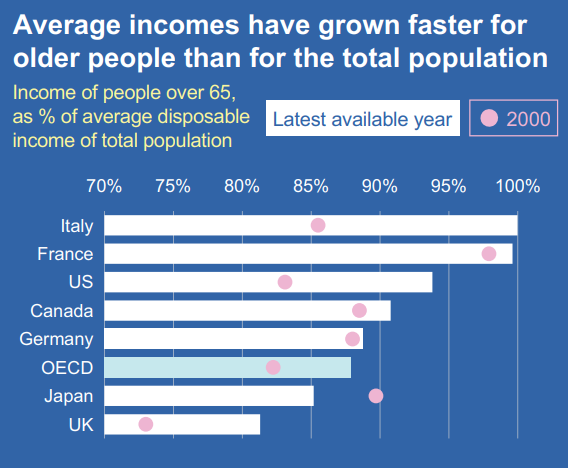 Average incomes have grown faster for
older people than for the total population
Income of people over 65,
as % of average disposable
income of total population
Latest available year
2000
70% 75% 80% 85% 90% 95% 100%
Italy
France
US
Canada
Germany
OECD
Japan
UK